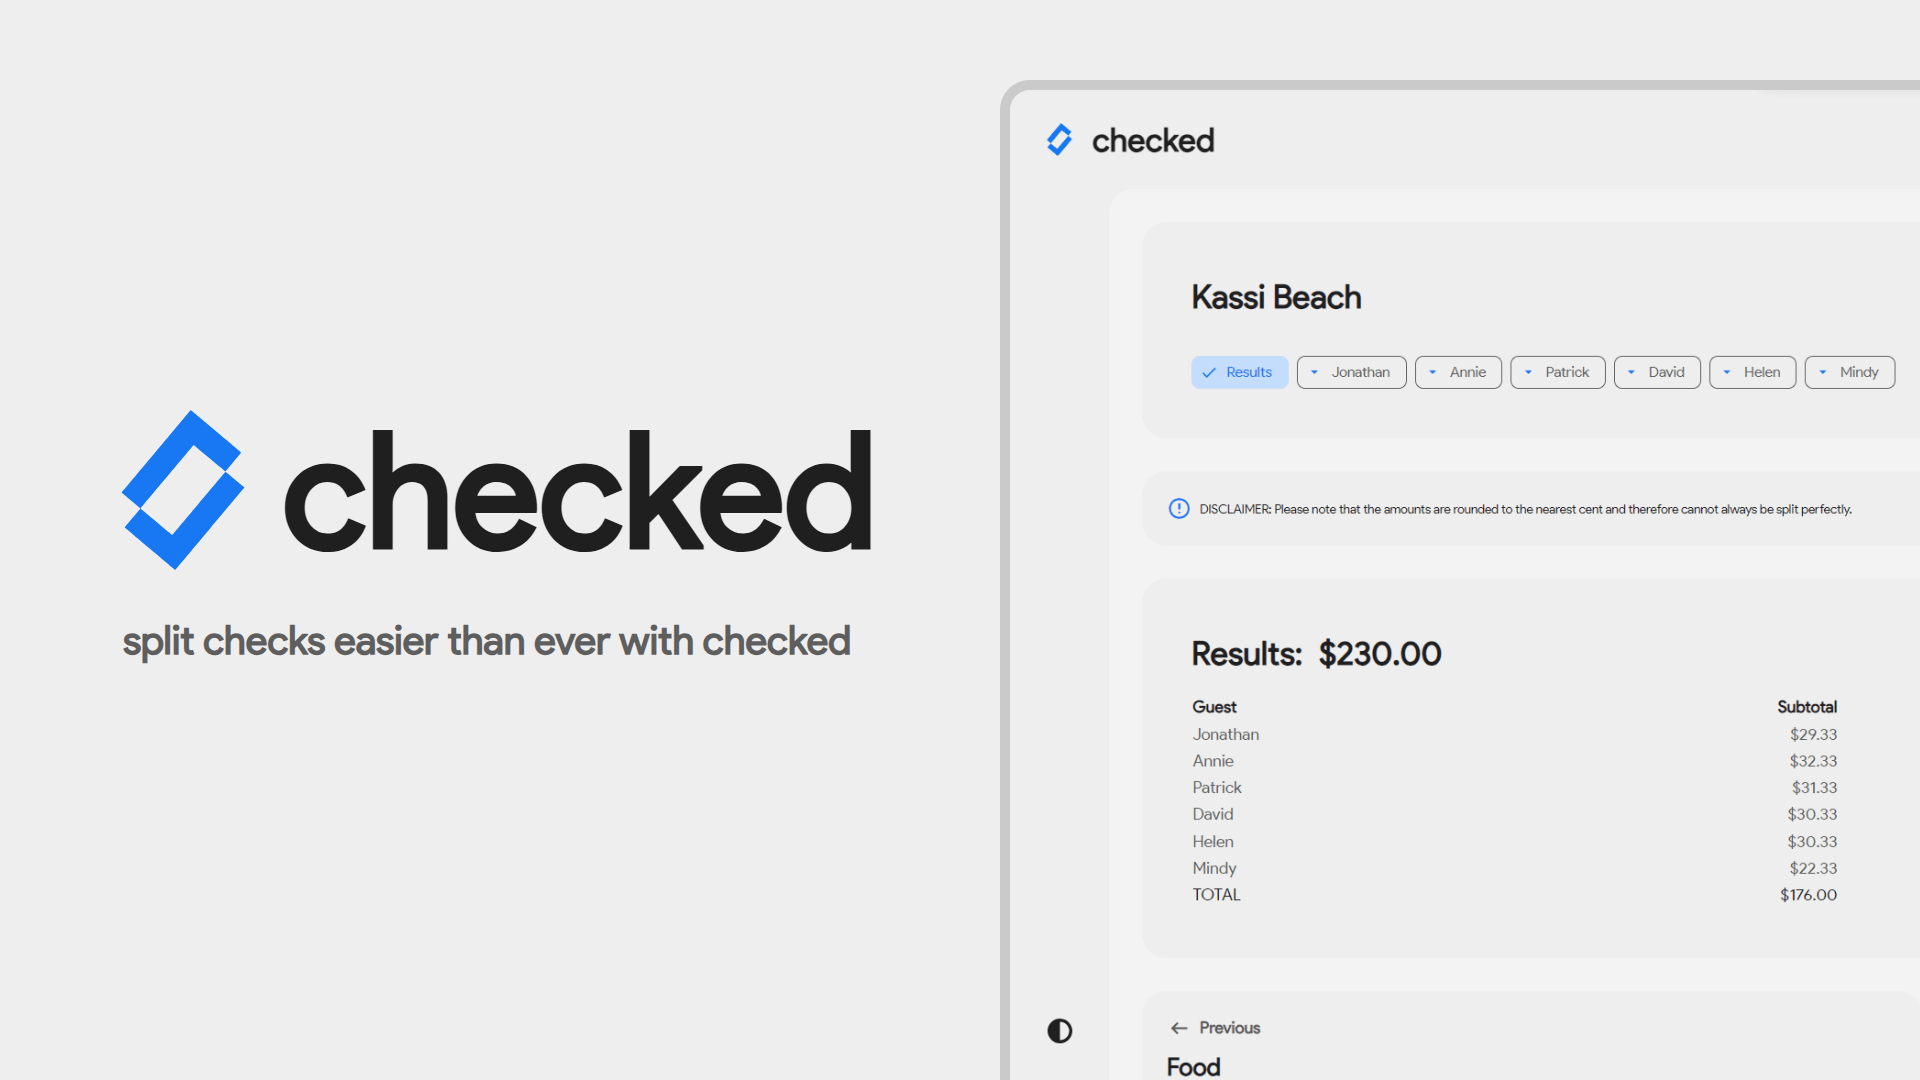 checked
split checks easier than ever with checked
checked
Kassi Beach
Results Jonathan Annie Patrick David Helen Mindy
DISCLAIMER: Please note that the amounts are rounded to the nearest cent and therefore cannot always be split perfectly.
Results: $230.00
Guest Subtotal
Jonathan $29.33
Annie $32.33
Patrick $31.33
David $30.33
Helen $30.33
Mindy $22.33
TOTAL $176.00
Previous
Food